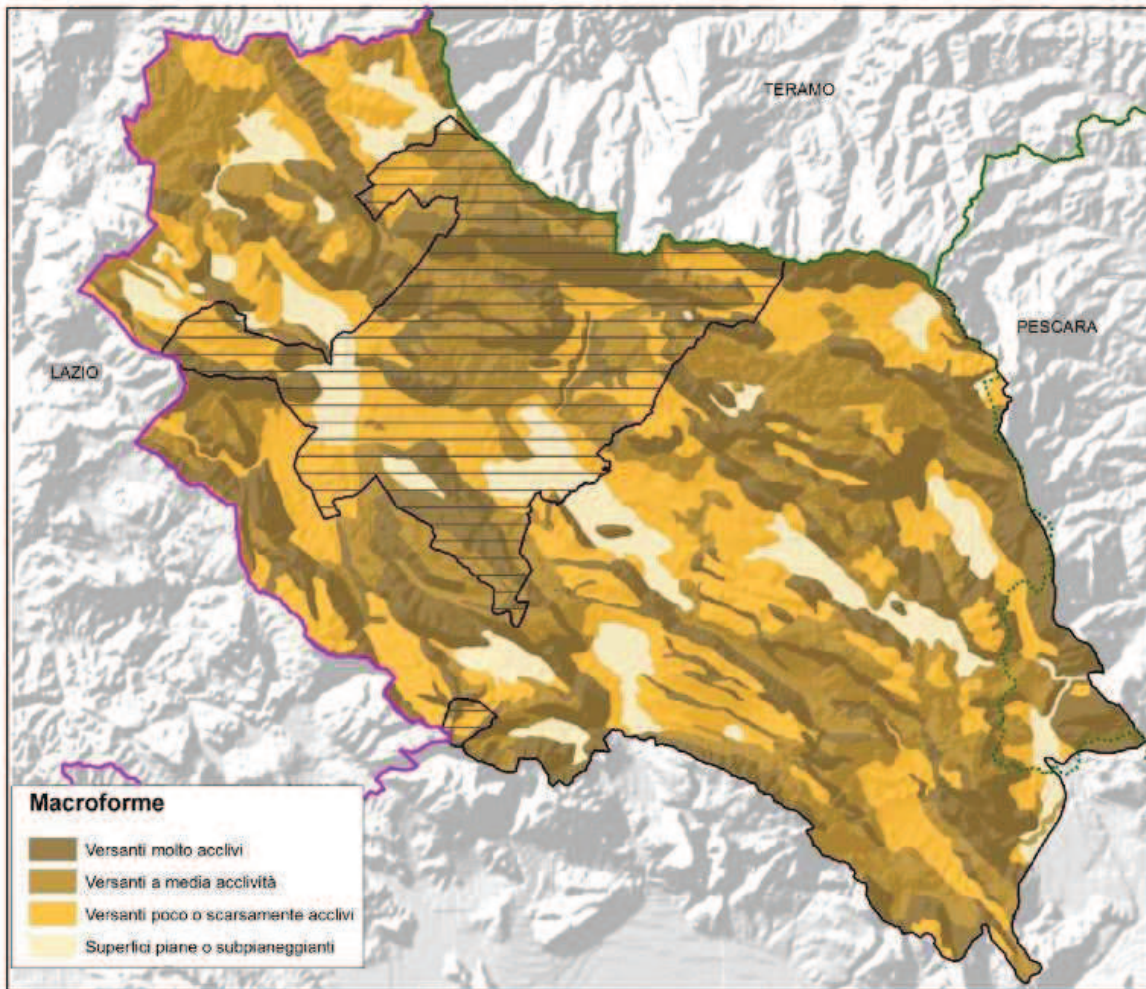 TERAMO
PESCARA
LAZIO
Macroforme
Versanti molto acclivi
Versanti a media acclività
Versanti poco o scarsamente acclivi
Superfici piane o subpianeggianti